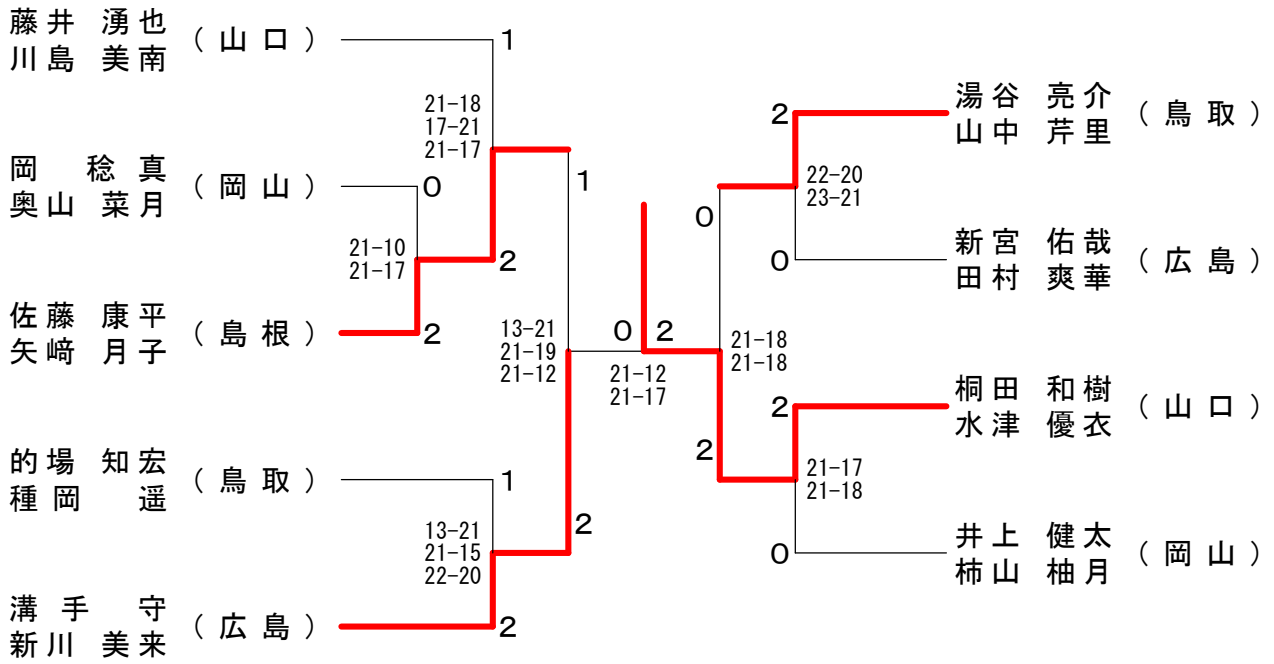 藤井 湧也
川島 美南
(山口)
1
21-18
17-21
21-17
岡 稔真
奥山 菜月
(岡山)
0
1
21-10
21-17
2
佐藤 康平
矢﨑 月子
(島根)
2
13-21
21-19
21-12
的場 知宏
種岡 遥
(鳥取)
1
13-21
21-15
22-20
2
溝手 守
新川 美来
(広島)
2
0
2
21-12
21-17
湯谷 亮介
山中 芹里
(鳥取)
2
22-20
23-21
0
新宮 佑哉
田村 爽華
(広島)
0
21-18
21-18
桐田 和樹
水津 優衣
(山口)
2
2
21-17
21-18
井上 健太
柿山 柚月
(岡山)
0